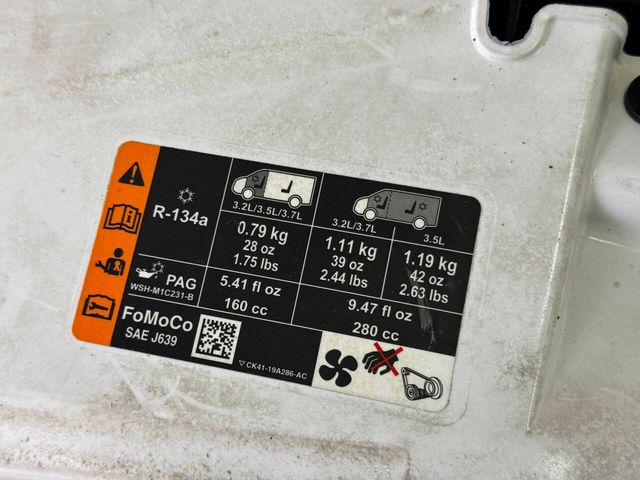 R-134a
3.2L/3.5L/3.7L
0.79 kg
28 oz
1.75 lbs
3.2L/3.7L
1.11 kg
39 oz
2.44 lbs
3.5L
1.19 kg
42 oz
2.63 lbs
PAG
WSH-M1C231-B
5.41 fl oz
160 cc
9.47 fl oz
280 cc
FoMoCo
SAE J639
CK41-19A286-AC